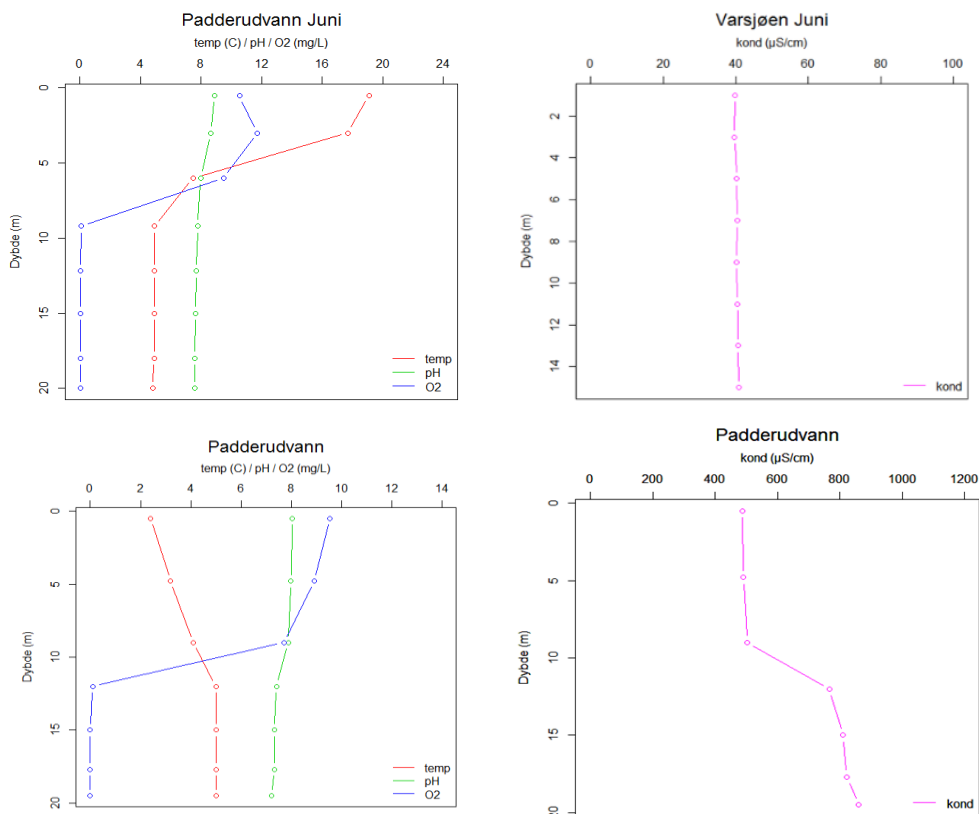 Padderudvann Juni
temp (C) / pH / O2 (mg/L)
0 4 8 12 16 20 24
0
5
10
15
20
Dybde (m)
temp
pH
O2
Varsjøen Juni
kond (µS/cm)
0 20 40 60 80 100
2
4
6
8
10
12
14
Dybde (m)
kond
Padderudvann
temp (C) / pH / O2 (mg/L)
0 2 4 6 8 10 12 14
0
5
10
15
20
Dybde (m)
temp
pH
O2
Padderudvann
kond (µS/cm)
0 200 400 600 800 1000 1200
0
5
10
15
20
Dybde (m)
kond